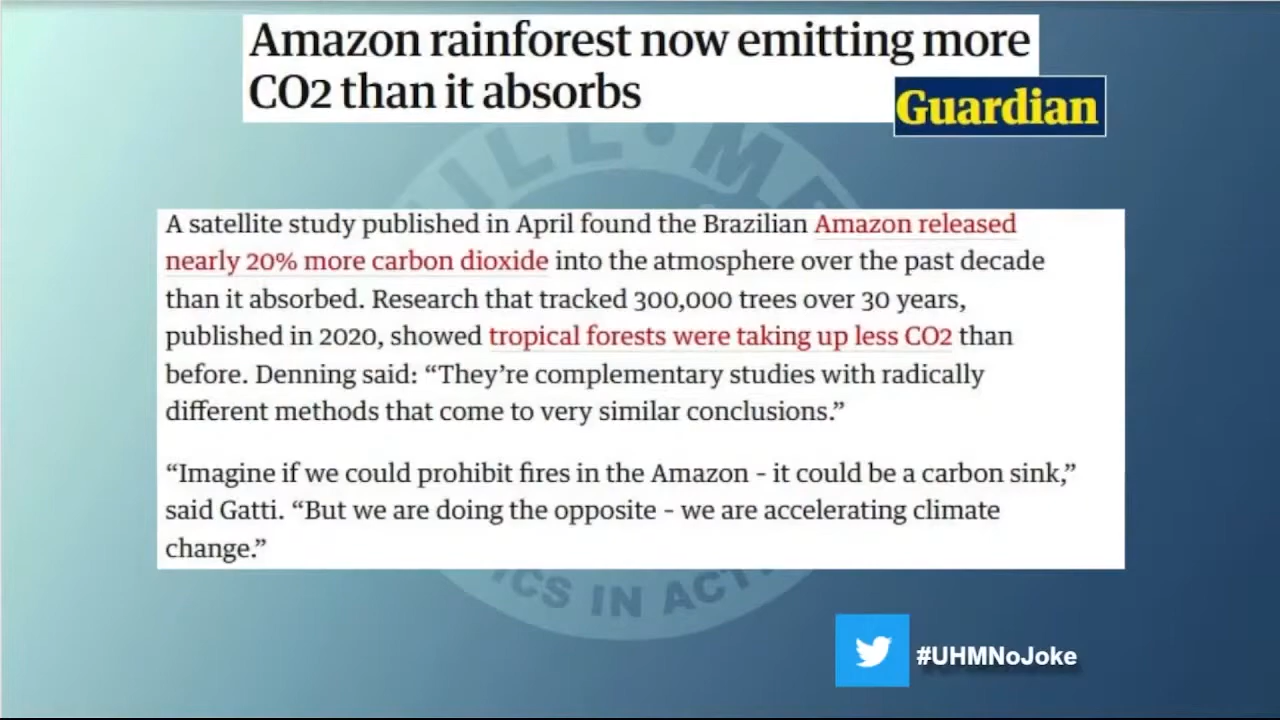 Amazon rainforest now emitting more
CO2 than it absorbs
Guardian
A satellite study published in April found the Brazilian Amazon released
nearly 20% more carbon dioxide into the atmosphere over the past decade
than it absorbed. Research that tracked 300,000 trees over 30 years,
published in 2020, showed tropical forests were taking up less CO2 than
before. Denning said: “They’re complementary studies with radically
different methods that come to very similar conclusions.”
“Imagine if we could prohibit fires in the Amazon – it could be a carbon sink,”
said Gatti. “But we are doing the opposite – we are accelerating climate
change.”
#UHMNoJoke